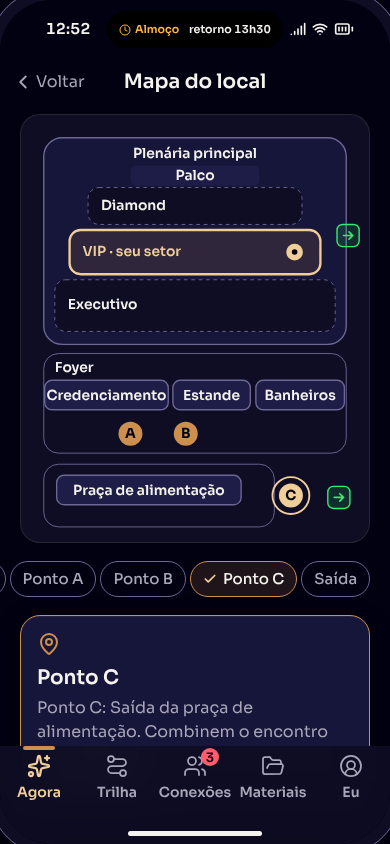 12:52
Almoço retorno 13h30
Voltar
Mapa do local
Plenária principal
Palco
Diamond
VIP · seu setor
Executivo
Foyer
Credenciamento Estande Banheiros
A B
Praça de alimentação
C
Ponto A Ponto B Ponto C Saída
Ponto C
Ponto C: Saída da praça de
alimentação. Combinem o encontro
3
Agora Trilha Conexões Materiais Eu